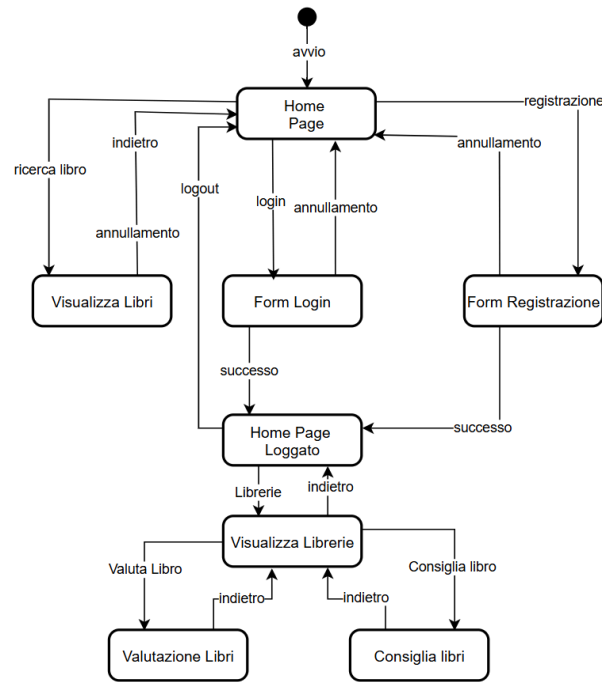 avvio
Home
Page
registrazione
indietro
annullamento
ricerca libro
logout
login
annullamento
annullamento
Visualizza Libri
Form Login
Form Registrazione
successo
successo
Home Page
Loggato
Librerie
indietro
Visualizza Librerie
Valuta Libro
Consiglia libro
indietro
indietro
Valutazione Libri
Consiglia libri